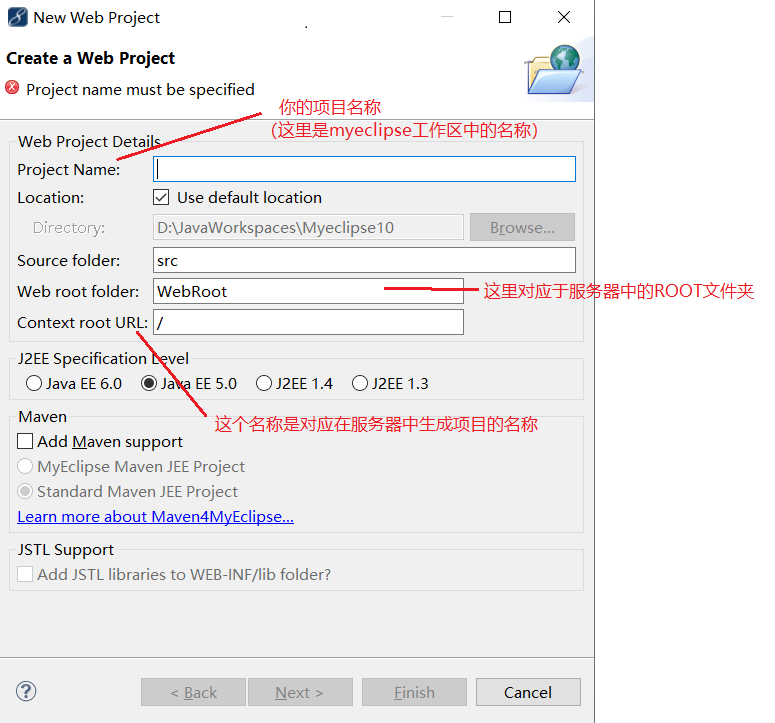 New Web Project
Create a Web Project
Project name must be specified
你的项目名称
(这里是myeclipse工作区中的名称)
Web Project Details
Project Name:
Location:
Use default location
Directory:
D:\JavaWorkspaces\Myeclipse10
Browse...
Source folder:
src
Web root folder:
WebRoot
这里对应于服务器中的ROOT文件夹
Context root URL:
/
J2EE Specification Level
Java EE 6.0
Java EE 5.0
J2EE 1.4
J2EE 1.3
这个名称是对应在服务器中生成项目的名称
Maven
Add Maven support
MyEclipse Maven JEE Project
Standard Maven JEE Project
Learn more about Maven4MyEclipse...
JSTL Support
Add JSTL libraries to WEB-INF/lib folder?
?
< Back
Next >
Finish
Cancel